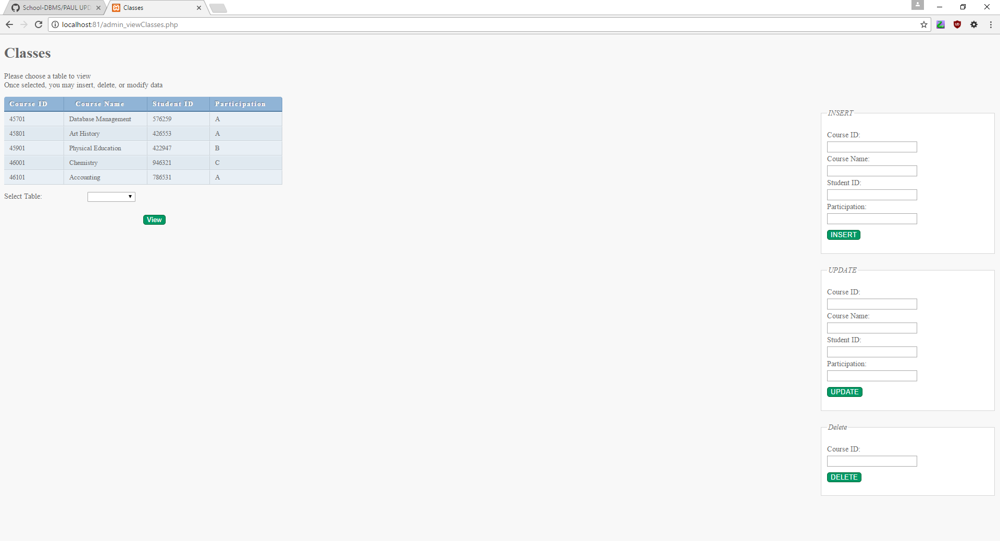 School-DBMS/PAUL UPD
Classes
localhost:81/admin_viewClasses.php
Classes
Please choose a table to view
Once selected, you may insert, delete, or modify data
Course ID Course Name Student ID Participation
45701 Database Management 576259 A
45801 Art History 426553 A
45901 Physical Education 422947 B
46001 Chemistry 946321 C
46101 Accounting 786531 A
Select Table:
View
INSERT
Course ID:
Course Name:
Student ID:
Participation:
INSERT
UPDATE
Course ID:
Course Name:
Student ID:
Participation:
UPDATE
Delete
Course ID:
DELETE